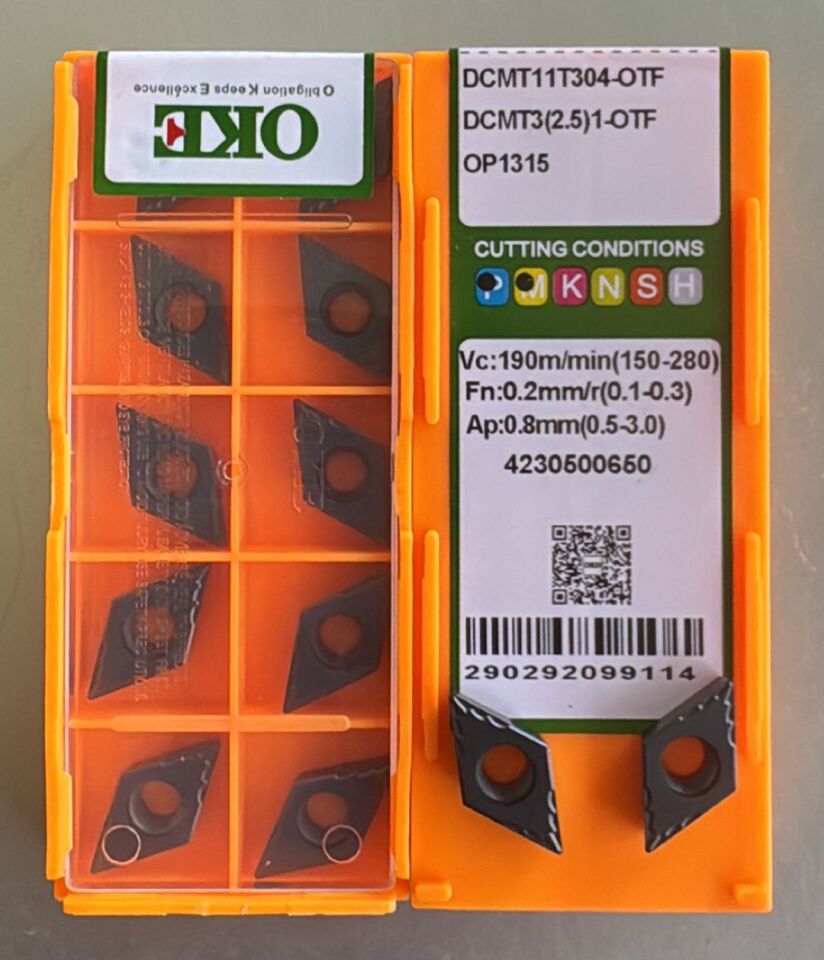 Obligation Keeps Excellence
OKE
DCMT11T304-OTF
DCMT3(2.5)1-OTF
OP1315
CUTTING CONDITIONS
P M K N S H
Vc:190m/min(150-280)
Fn:0.2mm/r(0.1-0.3)
Ap:0.8mm(0.5-3.0)
4230500650
290292099114